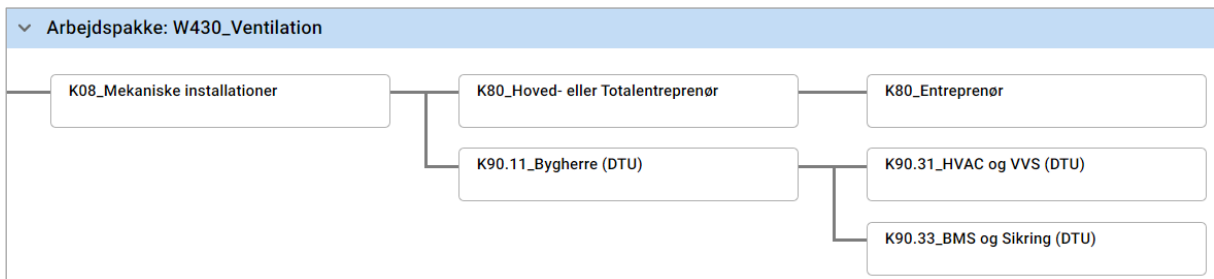 Arbejdspakke: W430_Ventilation
K08_Mekaniske installationer
K80_Hoved- eller Totalentreprenør
K80_Entreprenør
K90.11_Bygherre (DTU)
K90.31_HVAC og VVS (DTU)
K90.33_BMS og Sikring (DTU)